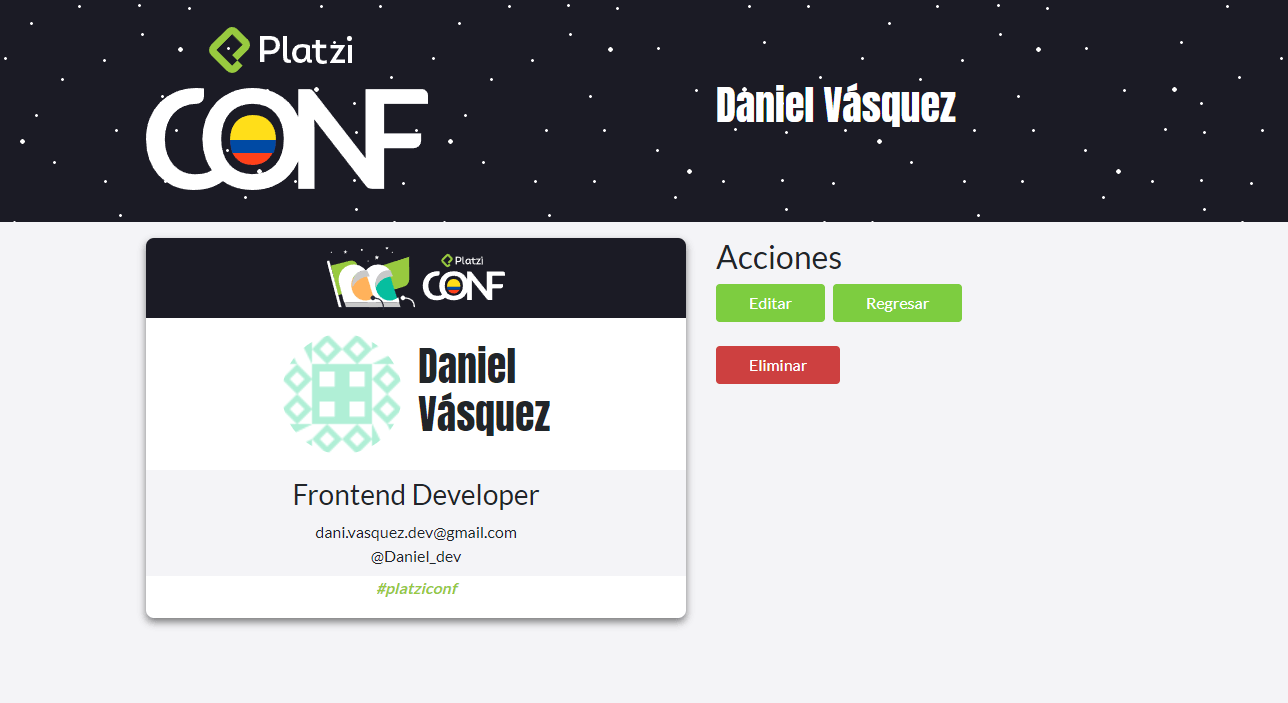 Platzi
CONF
Daniel Vásquez
Platzi
CONF
Daniel
Vásquez
Frontend Developer
dani.vasquez.dev@gmail.com
@Daniel_dev
#platziconf
Acciones
Editar Regresar
Eliminar